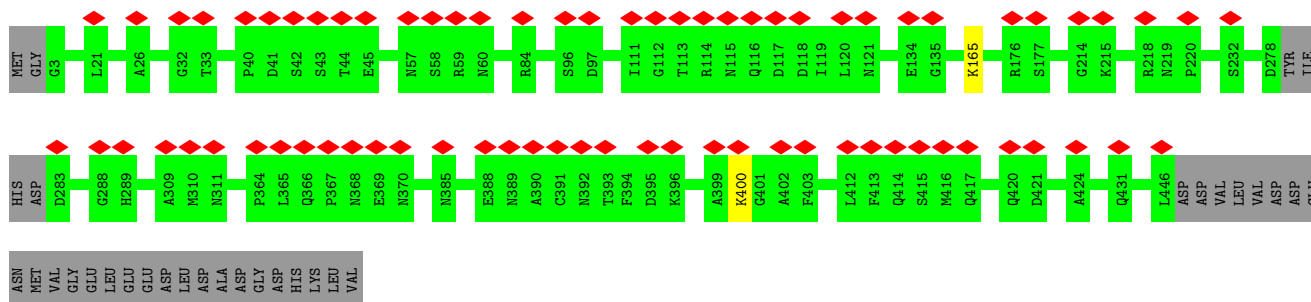 MET GLY G3 L21 A26 G32 T33 P40 D41 S42 S43 T44 E45 N57 S58 R59 N60 R84 S96 D97 I111 G112 T113 R114 N115 Q116 D117 D118 I119 L120 N121 E134 G135 K165 R176 S177 G214 K215 R218 N219 P220 S232 D278 TYR ILE
HIS ASP D283 G288 H289 A309 M310 N311 P364 L365 Q366 P367 N368 E369 N370 N385 E388 N389 A390 C391 N392 T393 F394 D395 K396 A399 K400 G401 A402 F403 L412 F413 Q414 S415 M416 Q417 Q420 D421 A424 Q431 L446 ASP ASP VAL LEU VAL ASP ASP
ASN MET VAL GLY GLU LEU GLU GLU ASP LEU ASP ALA ASP GLY ASP HIS LYS LEU VAL